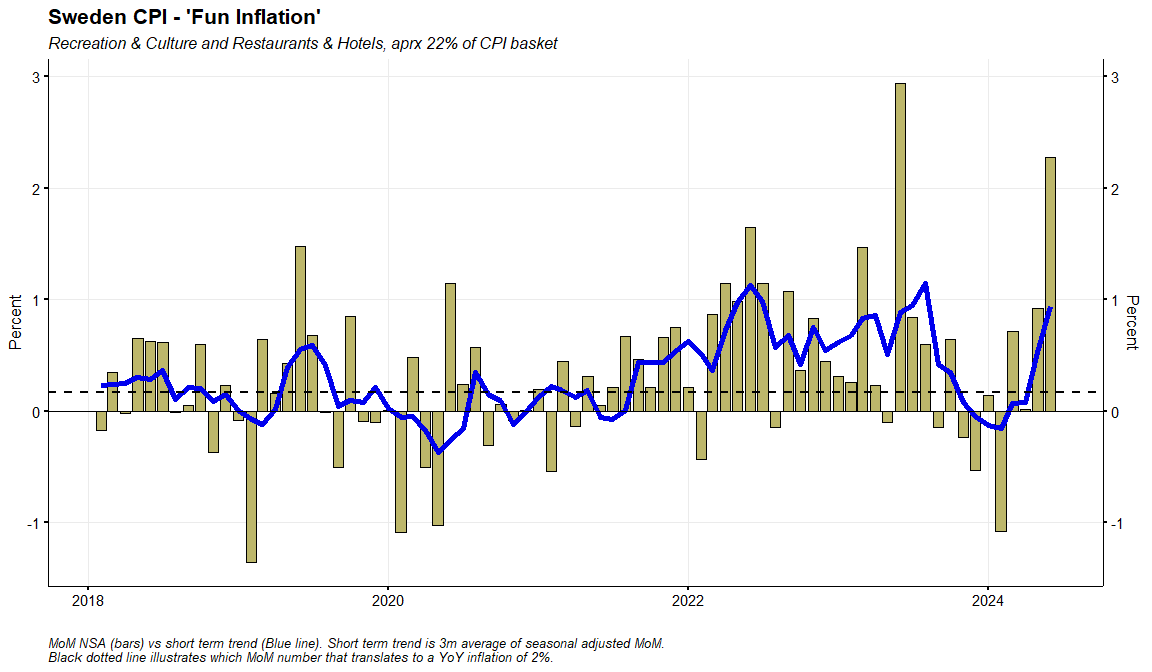 Sweden CPI - 'Fun Inflation'
Recreation & Culture and Restaurants & Hotels, aprx 22% of CPI basket
3
2
1
0
-1
Percent
3
2
1
0
-1
Percent
2018 2020 2022 2024
MoM NSA (bars) vs short term trend (Blue line). Short term trend is 3m average of seasonal adjusted MoM.
Black dotted line illustrates which MoM number that translates to a YoY inflation of 2%.